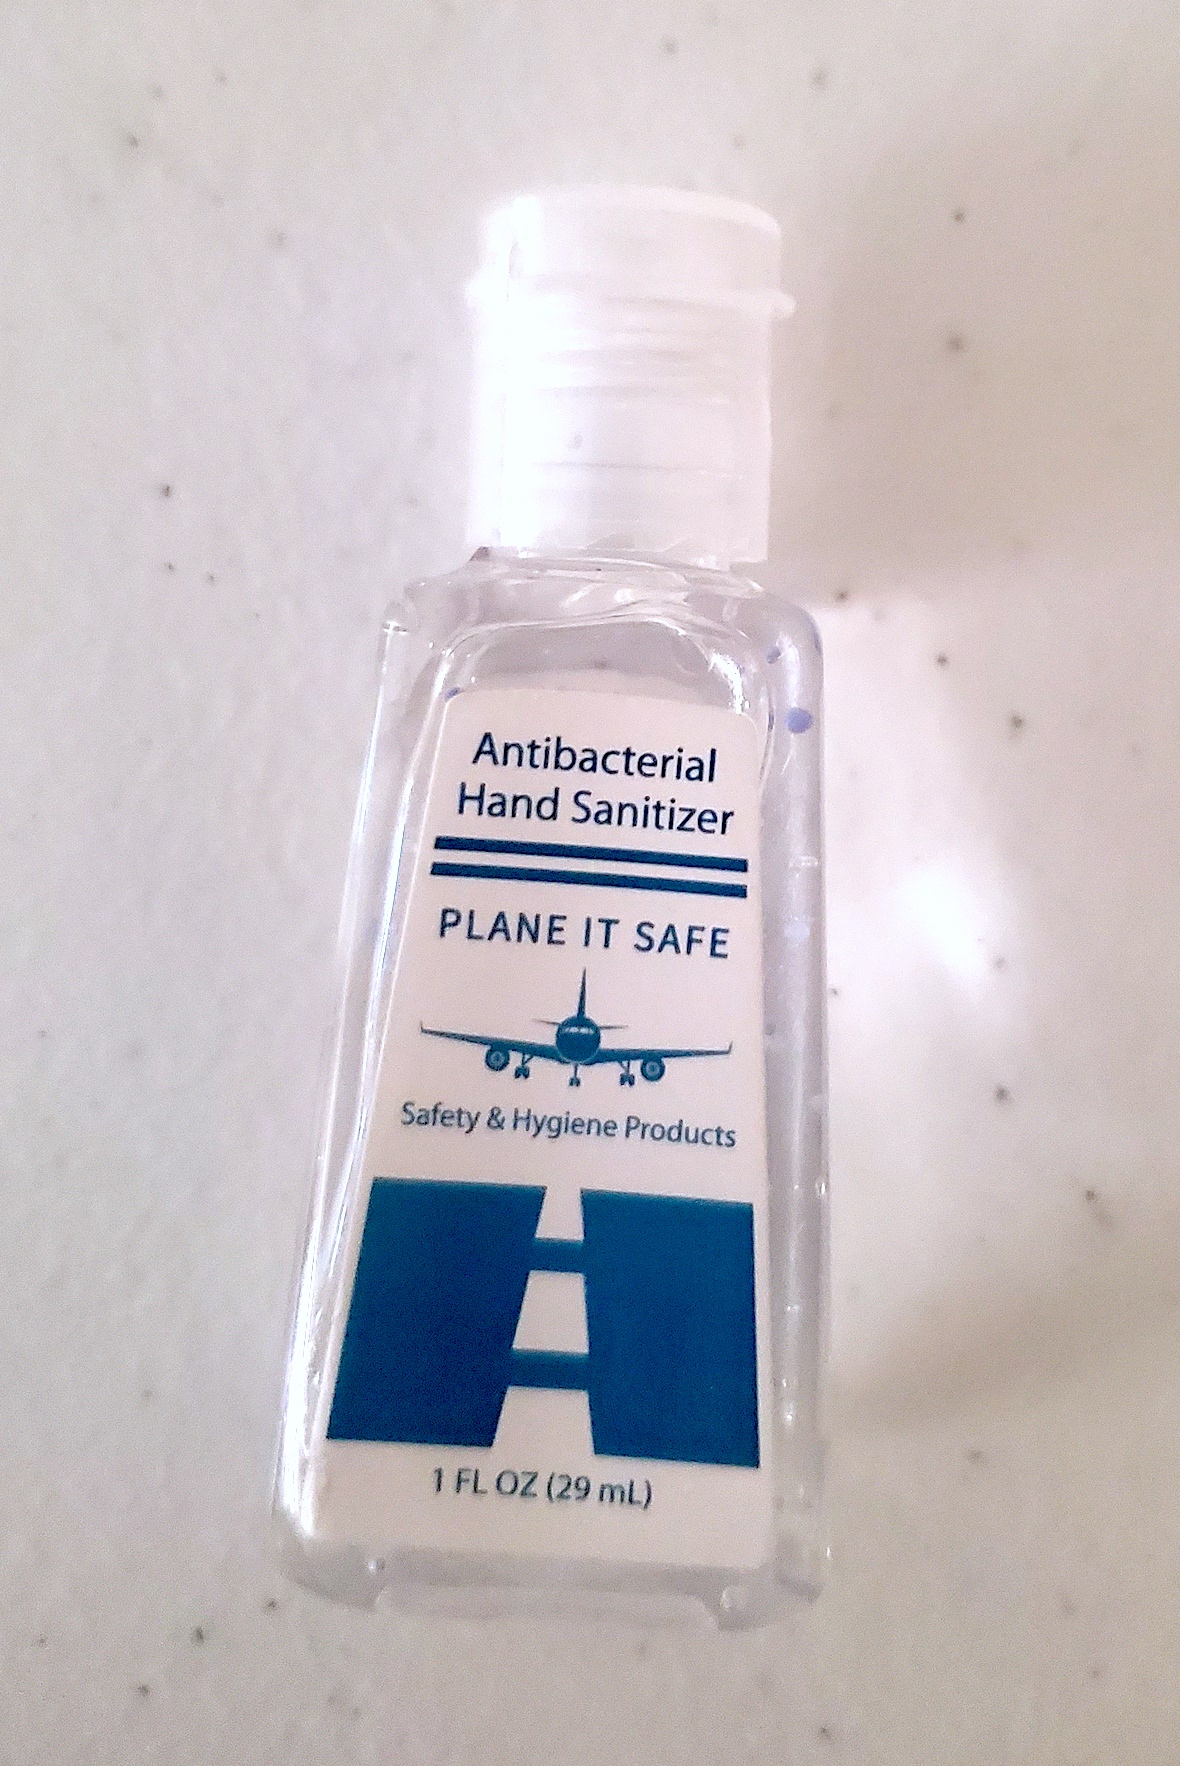 Antibacterial
Hand Sanitizer
PLANE IT SAFE
Safety & Hygiene Products
1 FL OZ (29 mL)